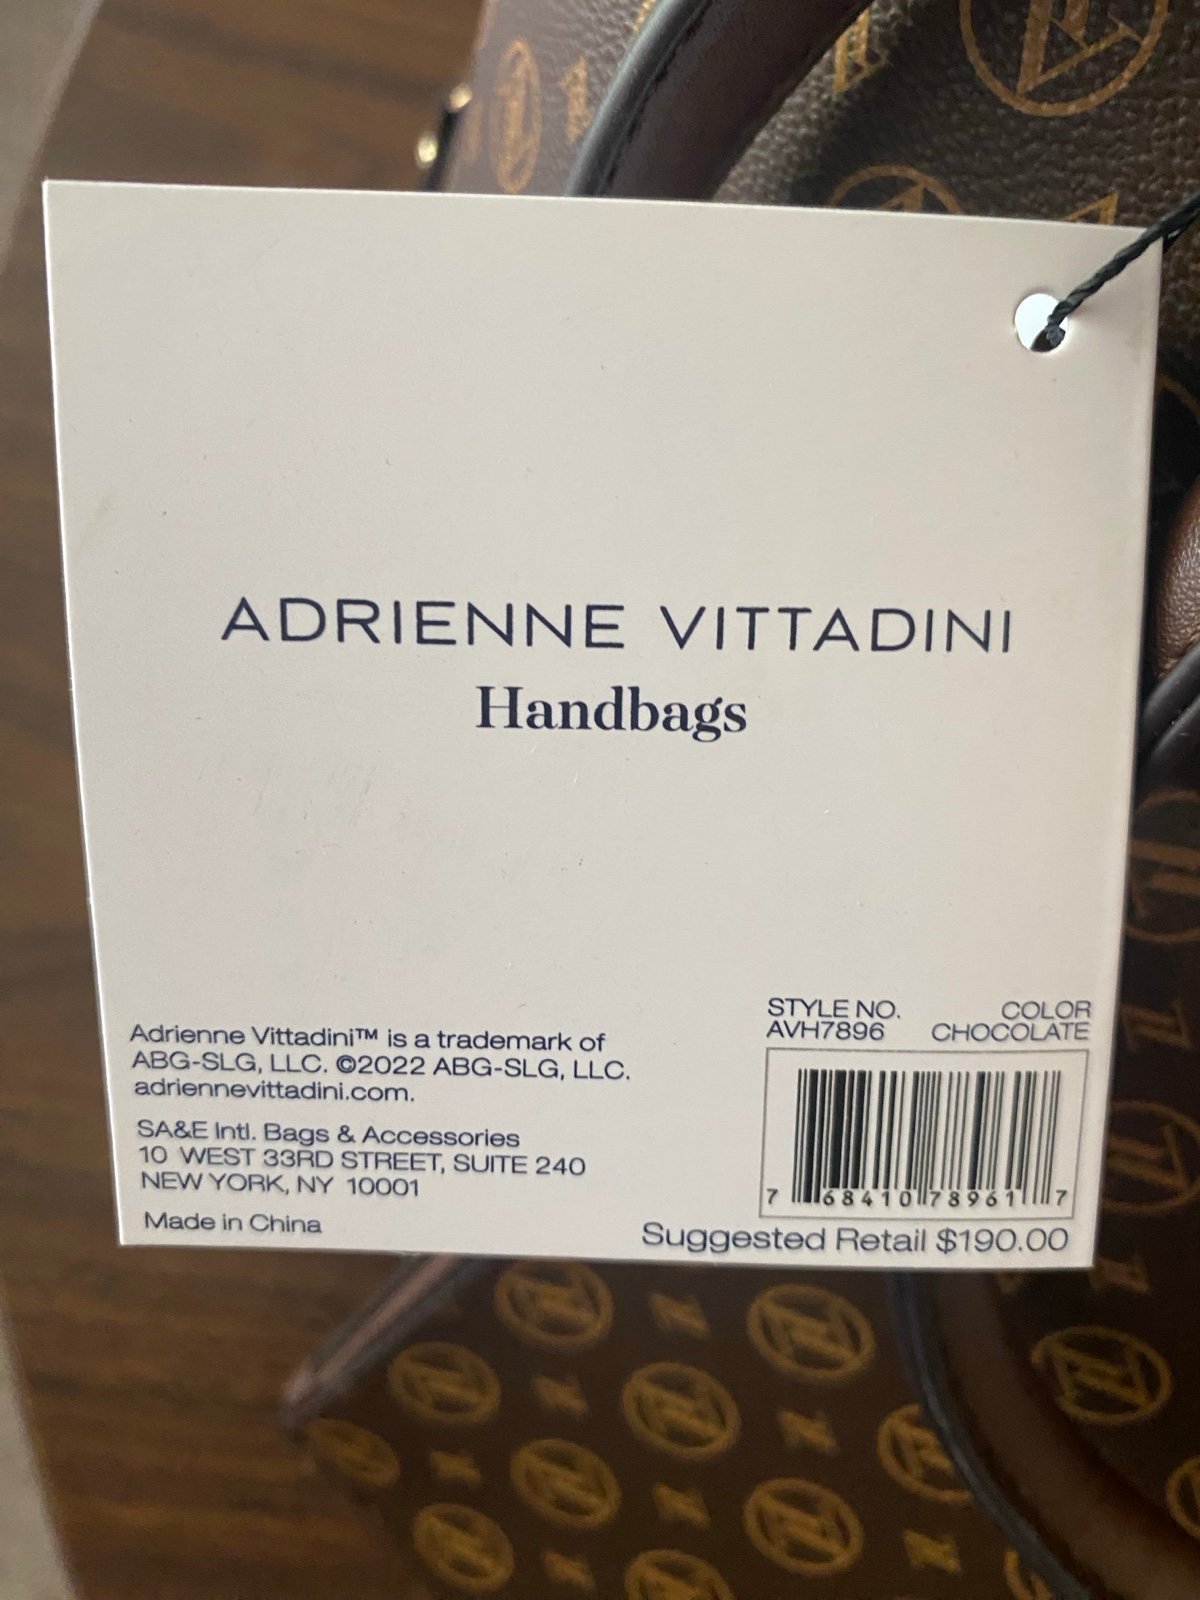 ADRIENNE VITTADINI
Handbags
Adrienne Vittadini™ is a trademark of
ABG-SLG, LLC. ©2022 ABG-SLG, LLC.
adriennevittadini.com.
SA&E Intl. Bags & Accessories
10 WEST 33RD STREET, SUITE 240
NEW YORK, NY 10001
Made in China
STYLE NO. COLOR
AVH7896 CHOCOLATE
7 68410 78961 7
Suggested Retail $190.00